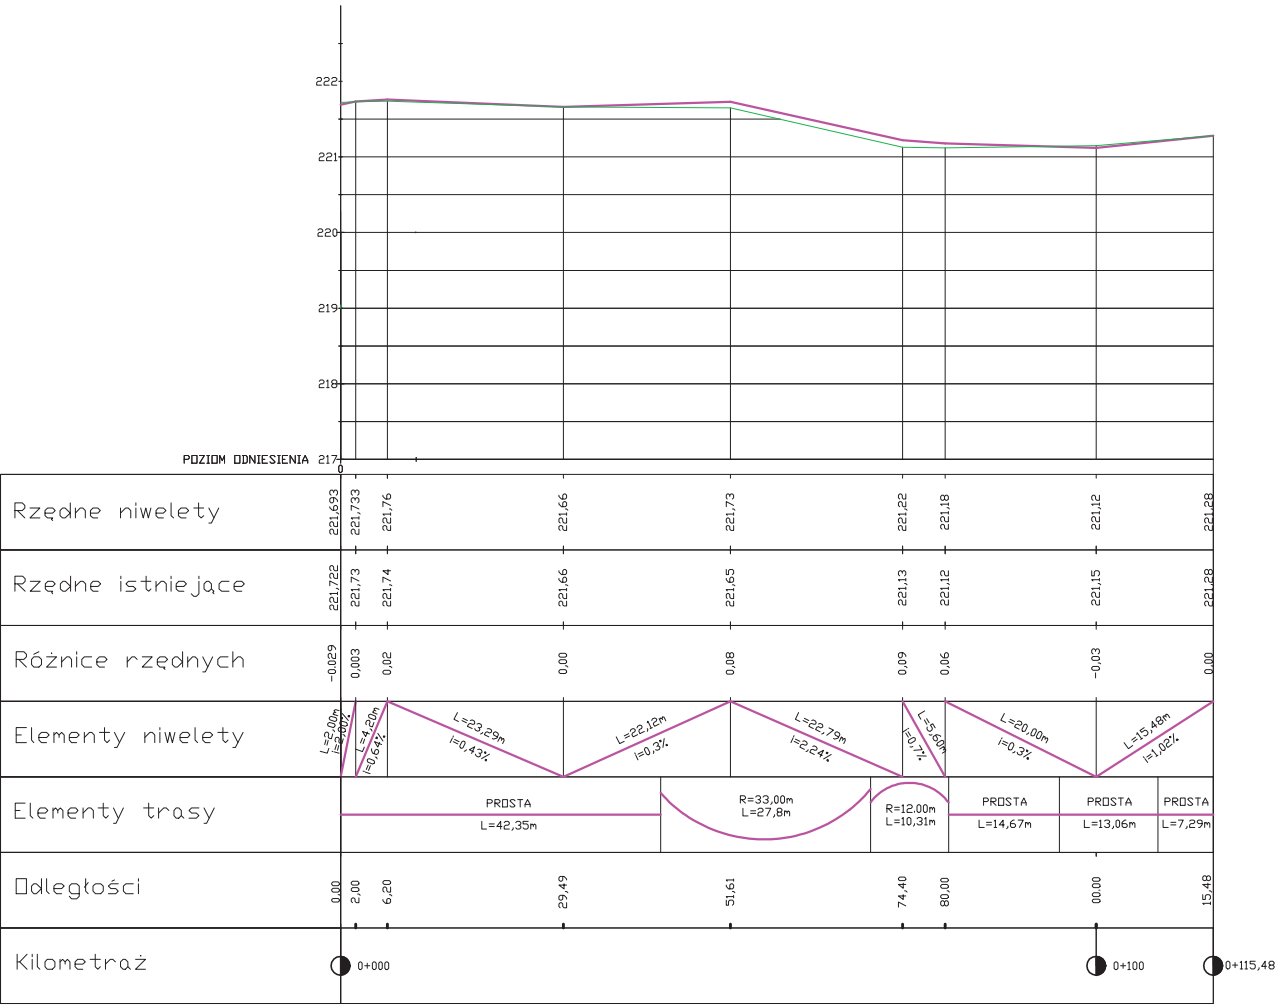 222
221
220
219
218
POZIOM ODNIESIENIA 217
0
Rzędne niwelety 221,693 221,733 221,76 221,66 221,73 221,22 221,18 221,12 221,28
Rzędne istniejące 221,722 221,73 221,74 221,66 221,65 221,13 221,12 221,15 221,28
Różnice rzędnych -0.029 0,003 0,02 0,00 0,08 0,09 0,06 -0,03 0,00
Elementy niwelety
L=2,00m
i=2,00%
L=4,20m
i=0,64%
L=23,29m
i=0,43%
L=22,12m
i=0,3%
L=22,79m
i=2,24%
L=5,60m
i=0,7%
L=20,00m
i=0,3%
L=15,48m
i=1,02%
Elementy trasy
PROSTA
L=42,35m
R=33,00m
L=27,8m
R=12.00m
L=10,31m
PROSTA
L=14,67m
PROSTA
L=13,06m
PROSTA
L=7,29m
Odległości 0,00 2,00 6,20 29,49 51,61 74,40 80,00 00.00 15,48
Kilometraż 0+000 0+100 0+115,48